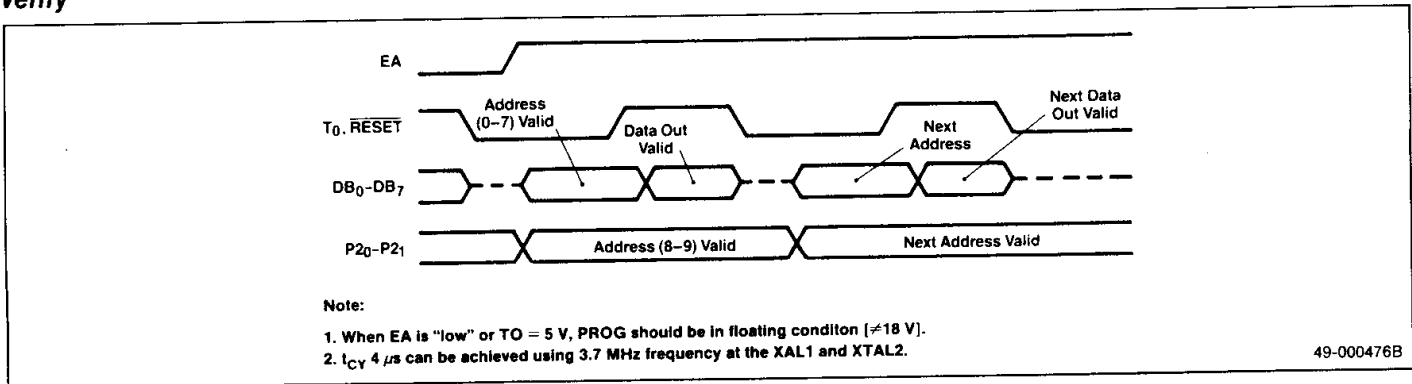 Verify
EA
T0, RESET
Address
(0–7) Valid
Data Out
Valid
Next
Address
Next Data
Out Valid
DB0-DB7
P20-P21
Address (8–9) Valid
Next Address Valid
Note:
1. When EA is "low" or TO = 5 V, PROG should be in floating conditon [≠18 V].
2. tCY 4 μs can be achieved using 3.7 MHz frequency at the XAL1 and XTAL2.
49-000476B